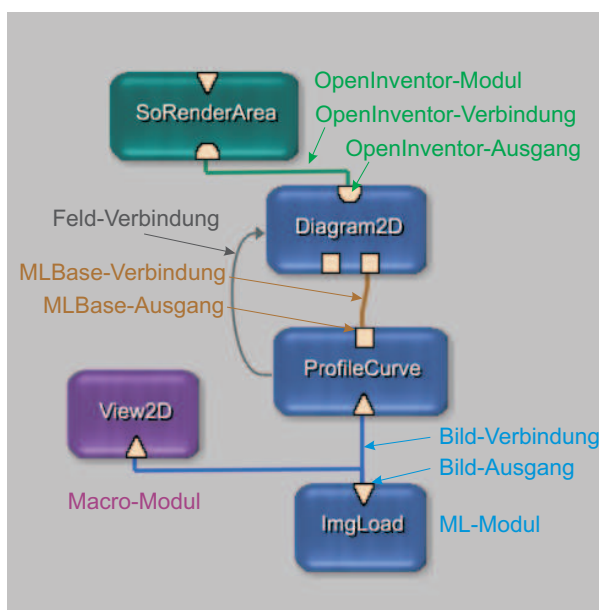 OpenInventor-Modul
SoRenderArea
OpenInventor-Verbindung
OpenInventor-Ausgang
Feld-Verbindung
Diagram2D
MLBase-Verbindung
MLBase-Ausgang
ProfileCurve
View2D
Bild-Verbindung
Bild-Ausgang
Macro-Modul
ImgLoad
ML-Modul